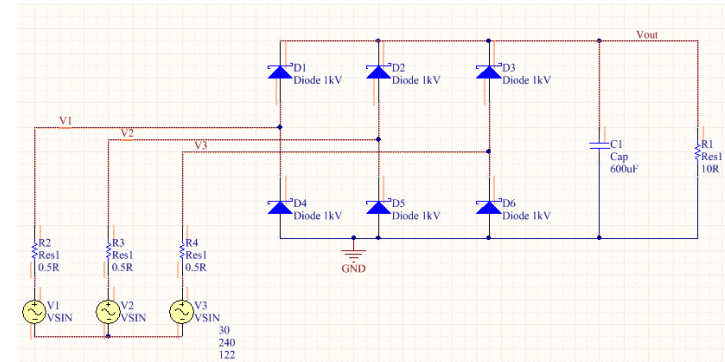 Vout
D1
Diode 1kV
D2
Diode 1kV
D3
Diode 1kV
V1
V2
V3
C1
Cap
600uF
R1
Res1
10R
D4
Diode 1kV
D5
Diode 1kV
D6
Diode 1kV
R2
Res1
0.5R
R3
Res1
0.5R
R4
Res1
0.5R
GND
V1
VSIN
V2
VSIN
V3
VSIN
30
240
122